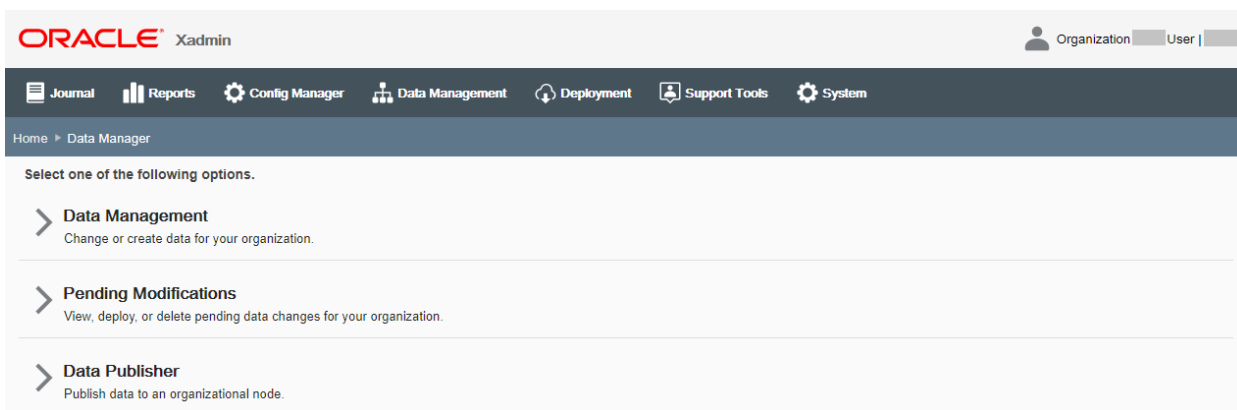 ORACLE® Xadmin
Organization User |
Journal Reports Config Manager Data Management Deployment Support Tools System
Home ▸ Data Manager
Select one of the following options.
Data Management
Change or create data for your organization.
Pending Modifications
View, deploy, or delete pending data changes for your organization.
Data Publisher
Publish data to an organizational node.